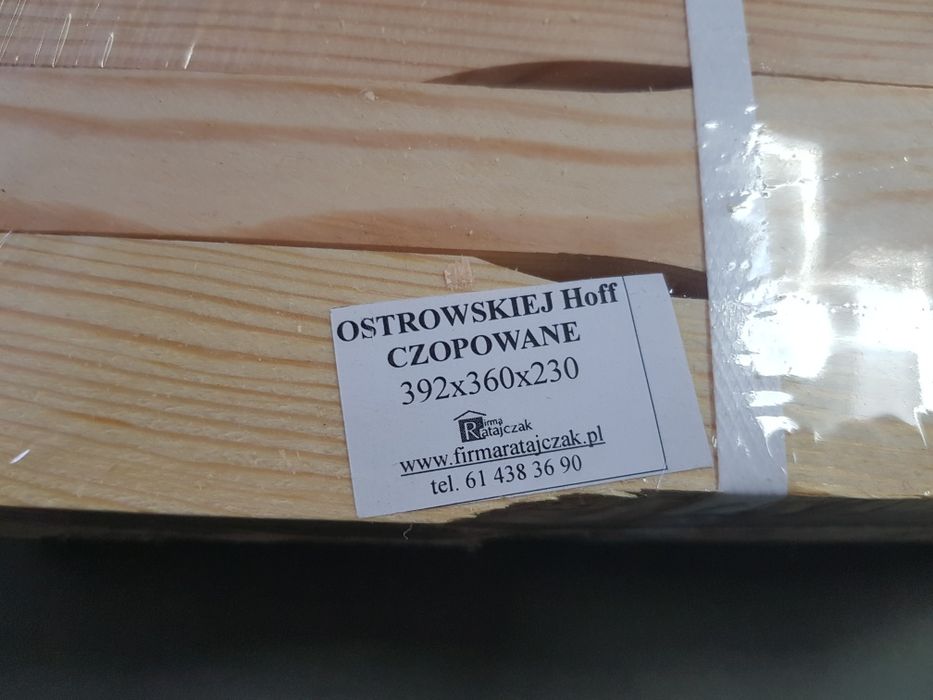 OSTROWSKIEJ Hoff
CZOPOWANE
392x360x230
Firma
Ratajczak
www.firmaratajczak.pl
tel. 61 438 36 90